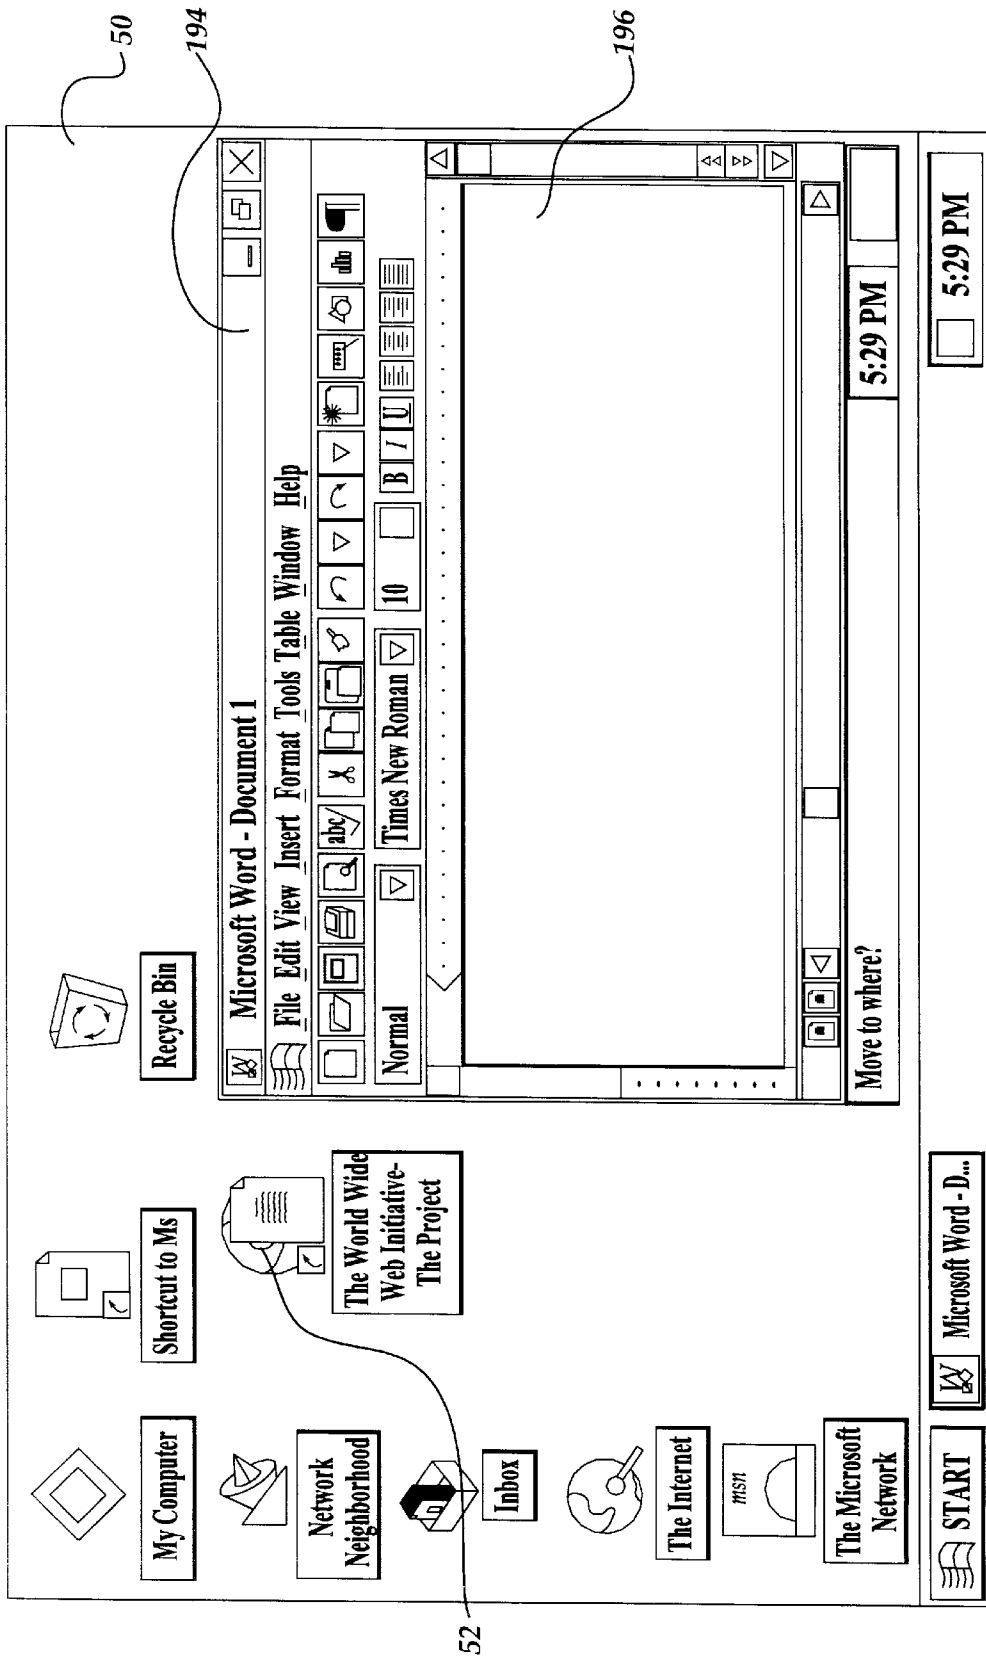 50
194
My Computer
Shortcut to Ms
Recycle Bin
Network
Neighborhood
The World Wide
Web Initiative-
The Project
52
Inbox
The Internet
msn
The Microsoft
Network
W Microsoft Word - Document 1
File Edit View Insert Format Tools Table Window Help
abc
Normal Times New Roman 10 B I U
196
Move to where? 5:29 PM
START W Microsoft Word - D... 5:29 PM